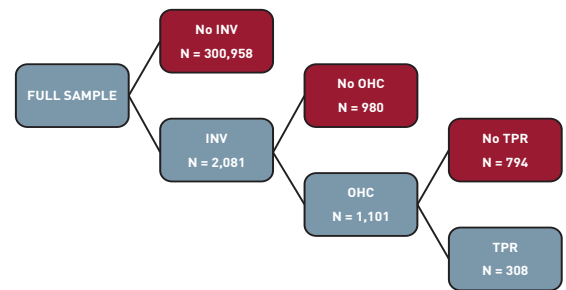 No INV
N = 300,958
FULL SAMPLE
No OHC
N = 980
INV
N = 2,081
No TPR
N = 794
OHC
N = 1,101
TPR
N = 308